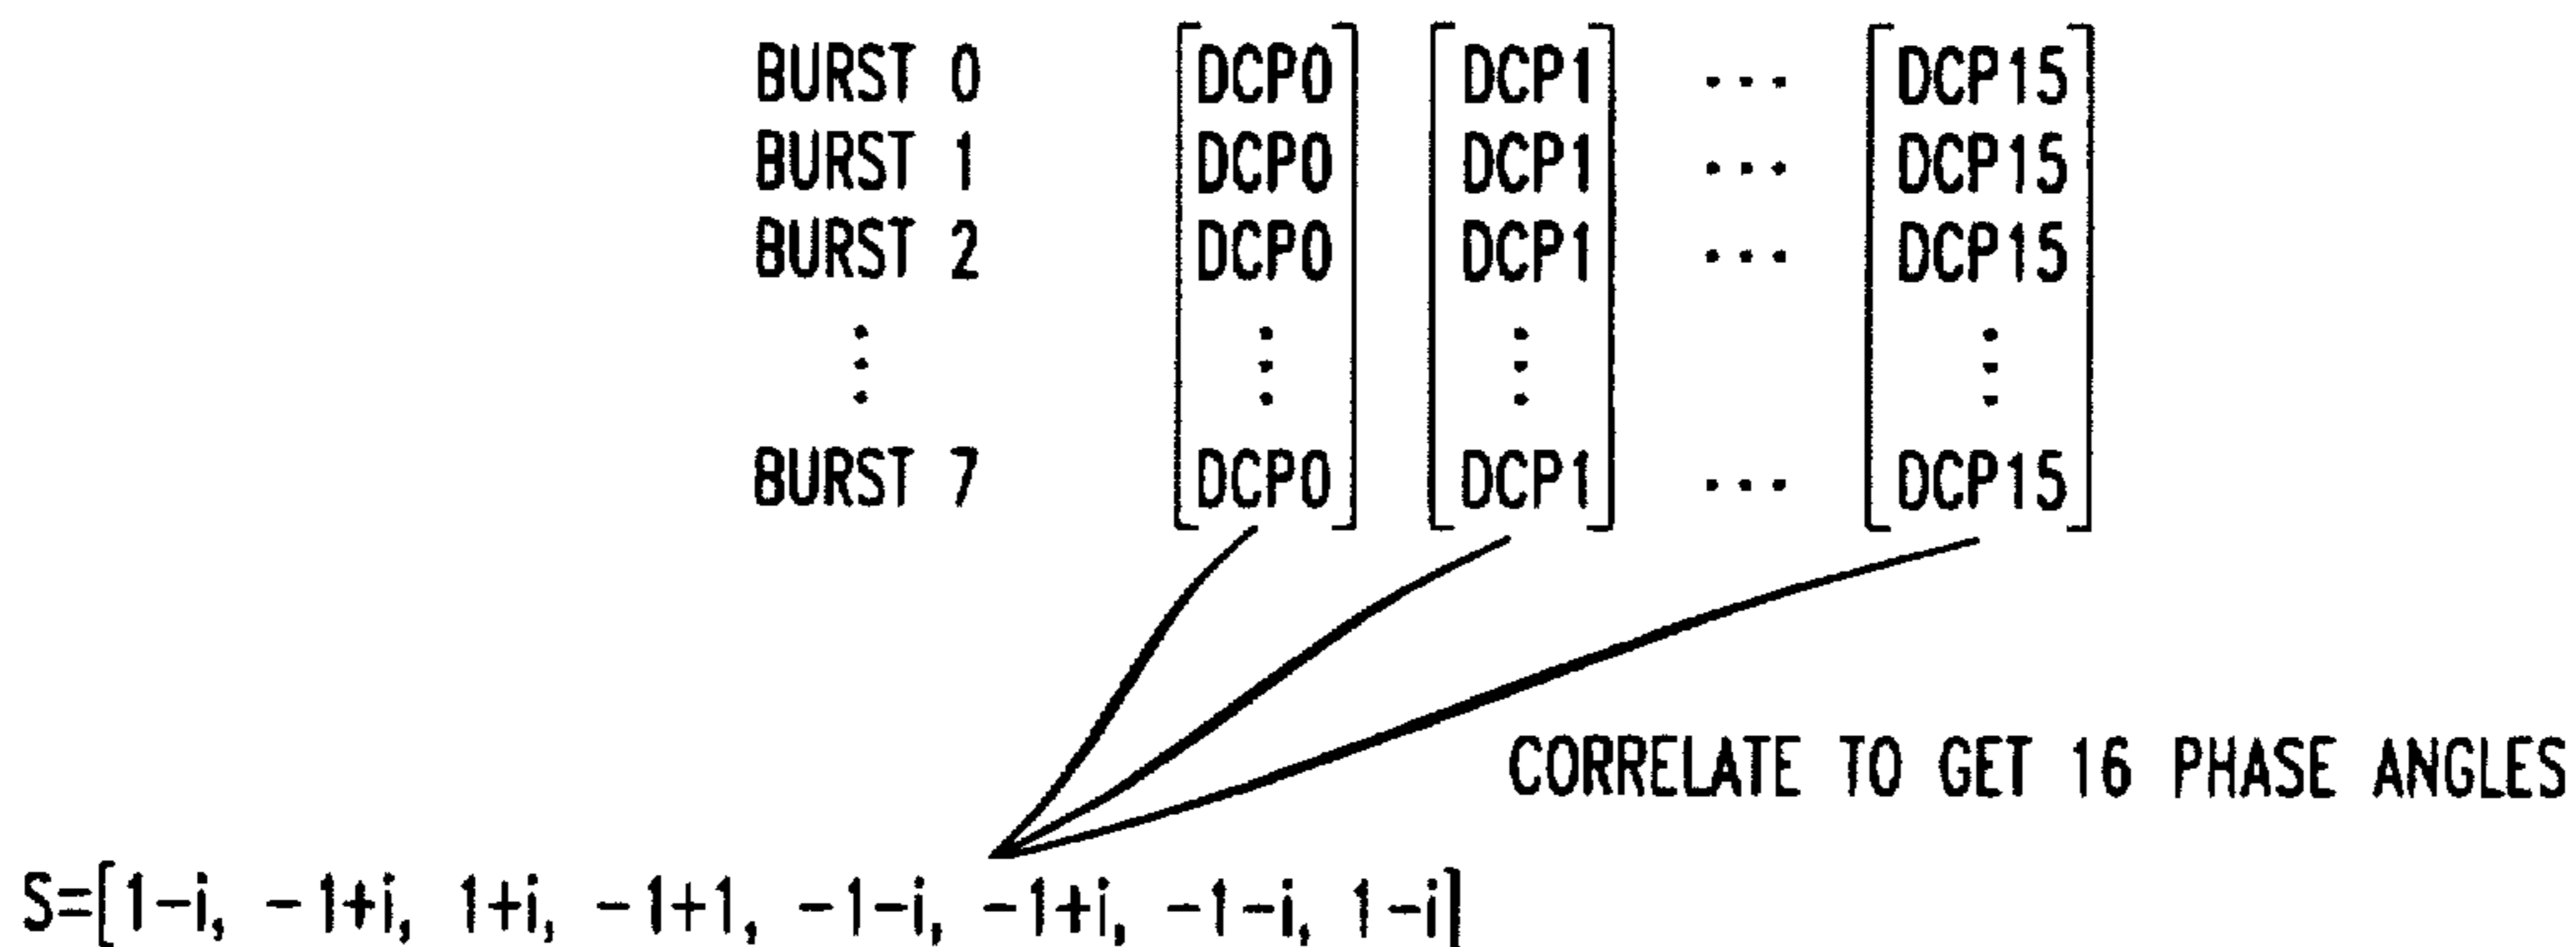 BURST 0 [DCP0] [DCP1] ... [DCP15]
BURST 1 DCP0 DCP1 ... DCP15
BURST 2 DCP0 DCP1 ... DCP15
BURST 7 DCP0 DCP1 ... DCP15
CORRELATE TO GET 16 PHASE ANGLES
S=[1-i, -1+i, 1+i, -1+1, -1-i, -1+i, -1-i, 1-i]